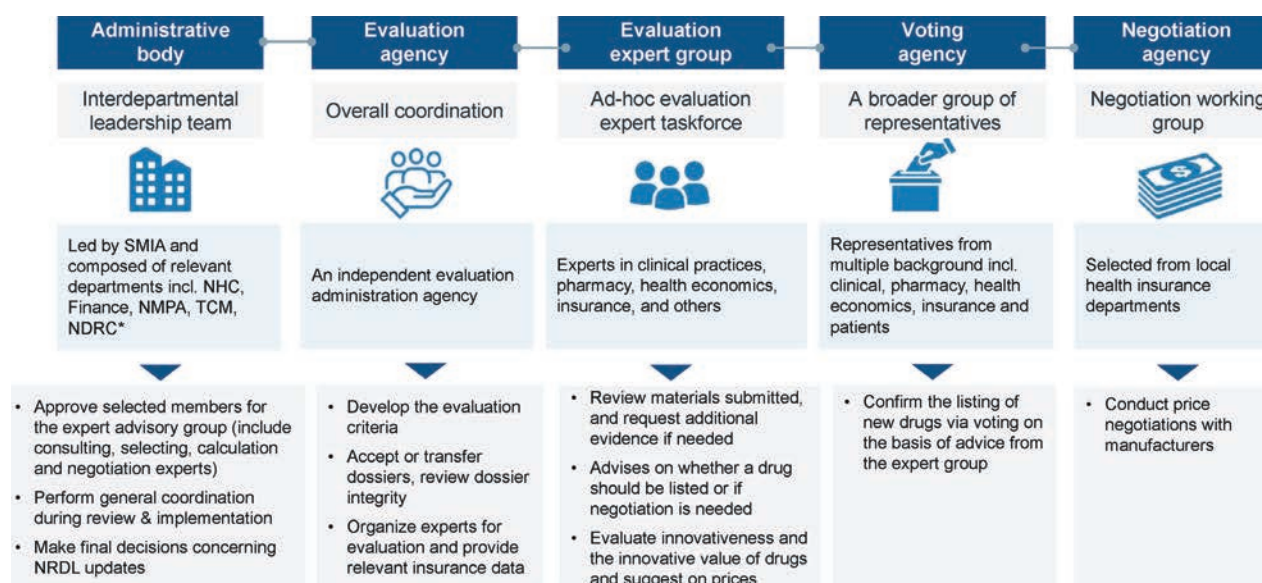 Administrative
body
Evaluation
agency
Evaluation
expert group
Voting
agency
Negotiation
agency
Interdepartmental
leadership team
Overall coordination
Ad-hoc evaluation
expert taskforce
A broader group of
representatives
Negotiation working
group
Led by SMIA and
composed of relevant
departments incl. NHC,
Finance, NMPA, TCM,
NDRC*
An independent evaluation
administration agency
Experts in clinical practices,
pharmacy, health economics,
insurance, and others
Representatives from
multiple background incl.
clinical, pharmacy, health
economics, insurance and
patients
Selected from local
health insurance
departments
• Approve selected members for
the expert advisory group (include
consulting, selecting, calculation
and negotiation experts)
• Perform general coordination
during review & implementation
• Make final decisions concerning
NRDL updates
• Develop the evaluation
criteria
• Accept or transfer
dossiers, review dossier
integrity
• Organize experts for
evaluation and provide
relevant insurance data
• Review materials submitted,
and request additional
evidence if needed
• Advises on whether a drug
should be listed or if
negotiation is needed
• Evaluate innovativeness and
the innovative value of drugs
and suggest on prices
• Confirm the listing of
new drugs via voting on
the basis of advice from
the expert group
• Conduct price
negotiations with
manufacturers